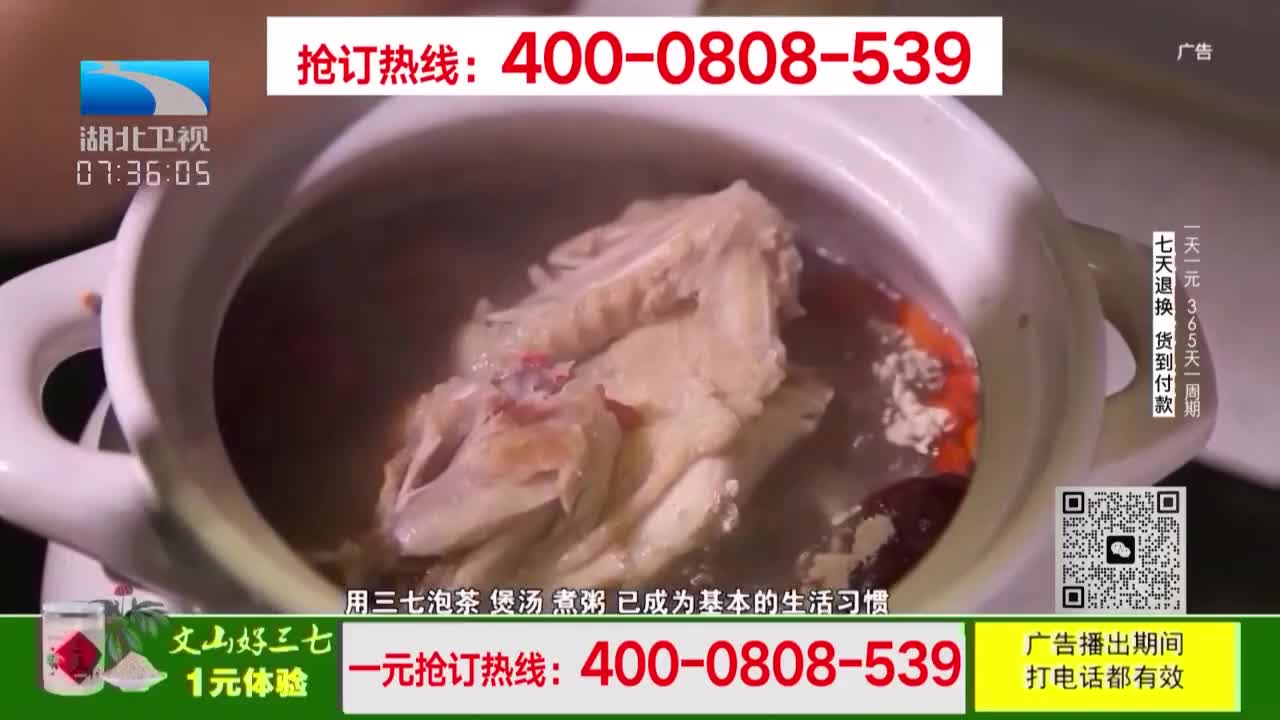 抢订热线：400-0808-539
广告
湖北卫视
07:36:05
一天一元 365天一周期
七天退换 货到付款
用三七泡茶 煲汤 煮粥 已成为基本的生活习惯
文山好三七
1元体验
一元抢订热线：400-0808-539
广告播出期间
打电话都有效